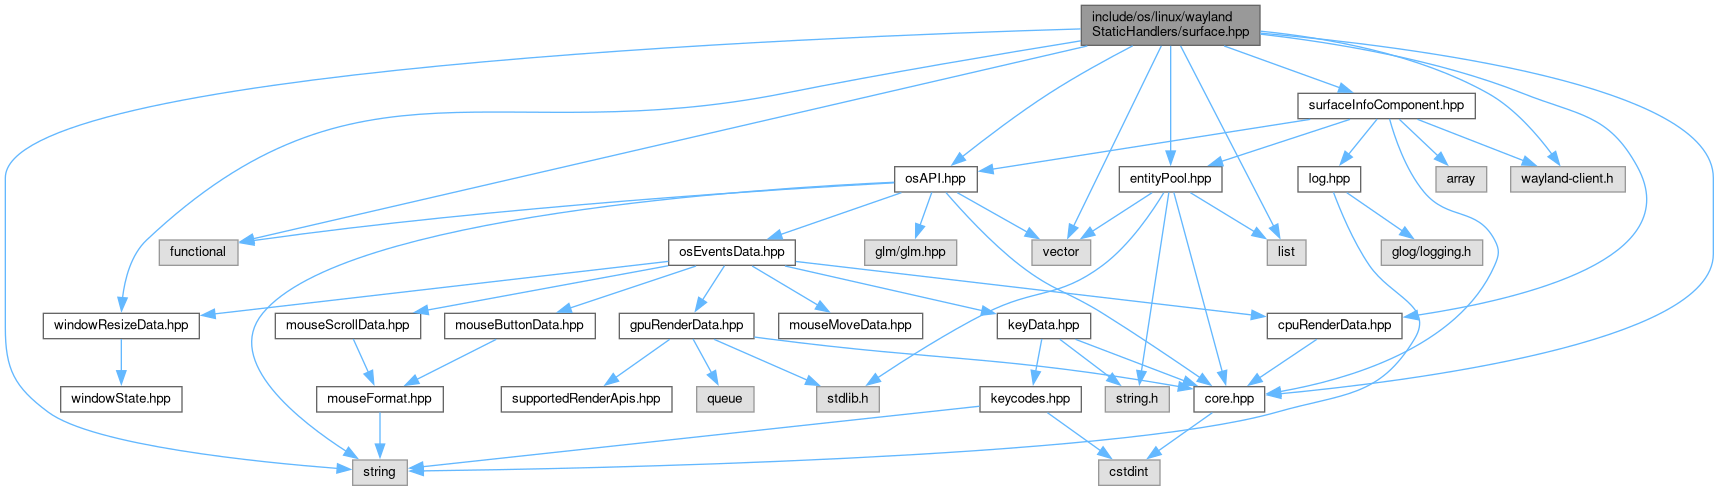 include/os/linux/wayland
StaticHandlers/surface.hpp
surfaceInfoComponent.hpp
osAPI.hpp
entityPool.hpp
log.hpp
array
wayland-client.h
functional
osEventsData.hpp
glm/glm.hpp
vector
list
glog/logging.h
windowResizeData.hpp
mouseScrollData.hpp
mouseButtonData.hpp
gpuRenderData.hpp
mouseMoveData.hpp
keyData.hpp
cpuRenderData.hpp
windowState.hpp
mouseFormat.hpp
supportedRenderApis.hpp
queue
stdlib.h
keycodes.hpp
string.h
core.hpp
string
cstdint